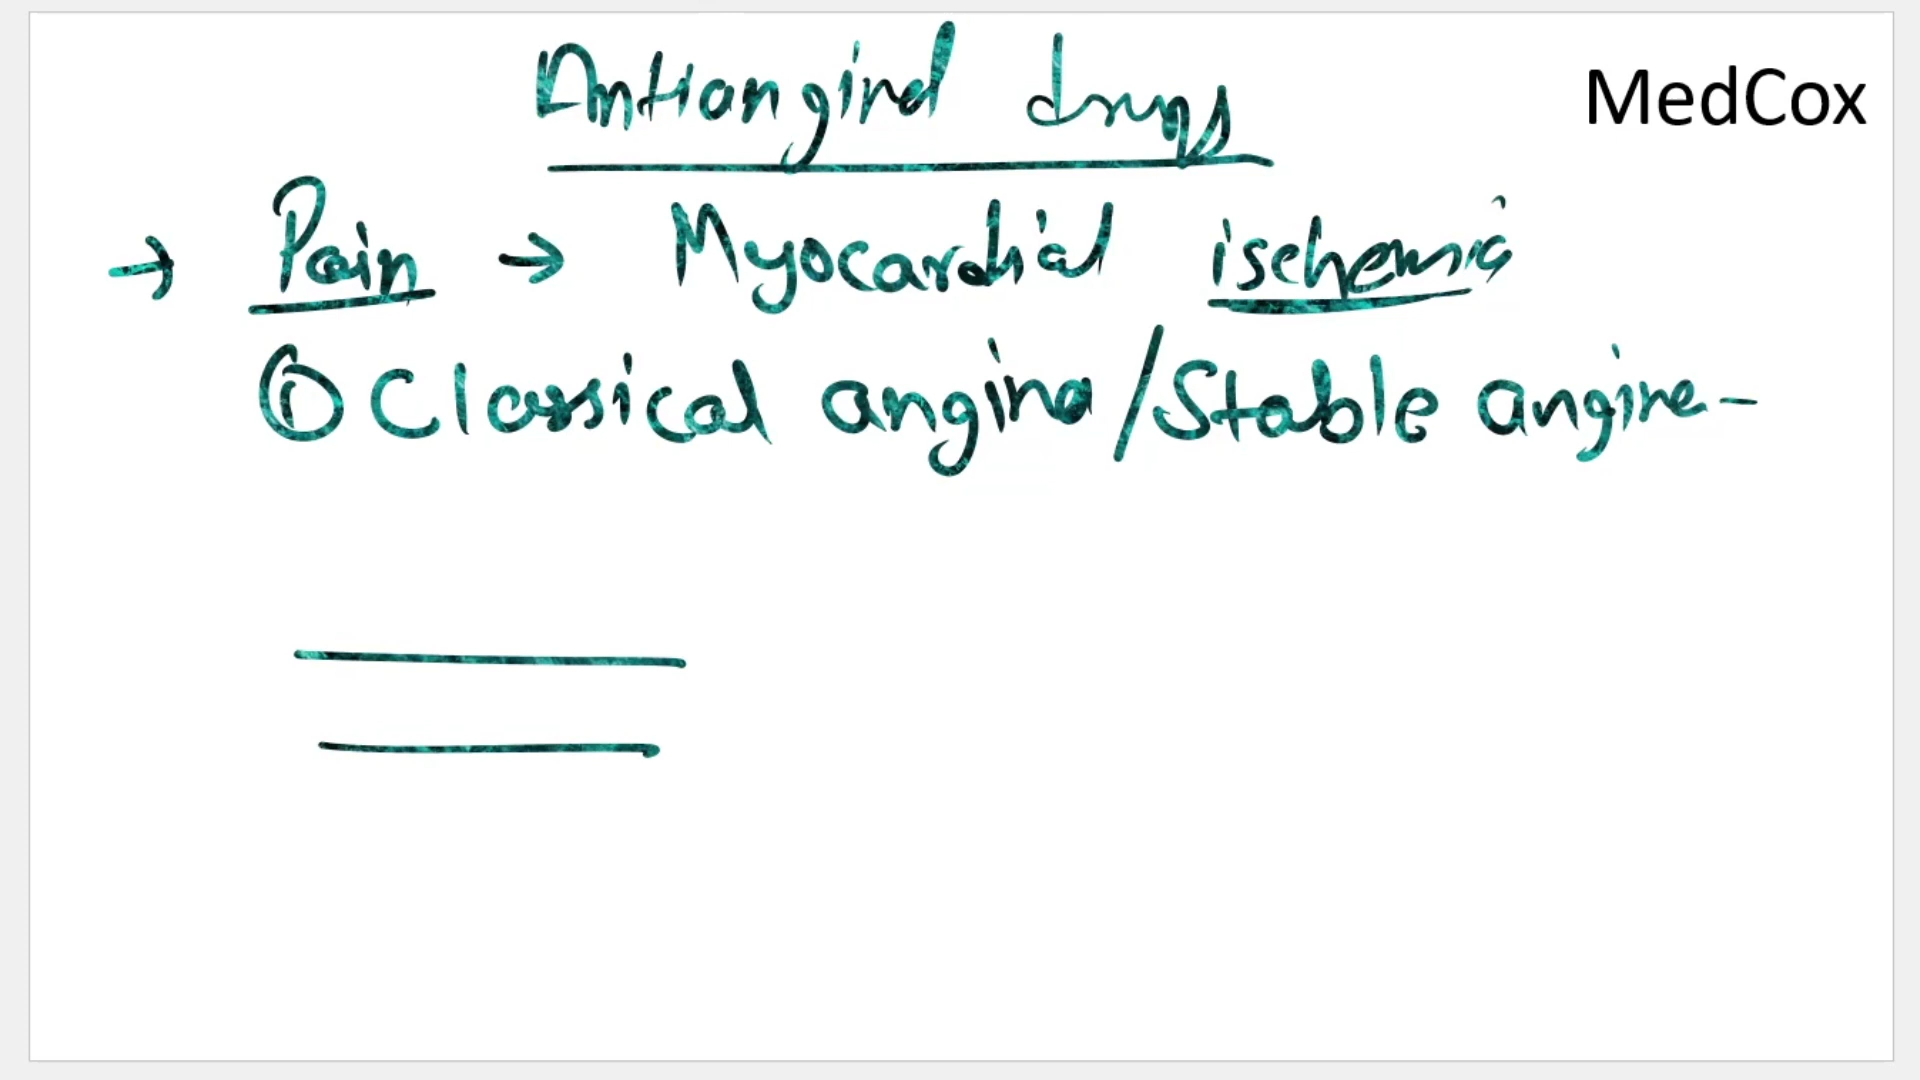 Antianginal drugs
MedCox
→ Pain → Myocardial ischemia
① Classical angina/Stable angina-